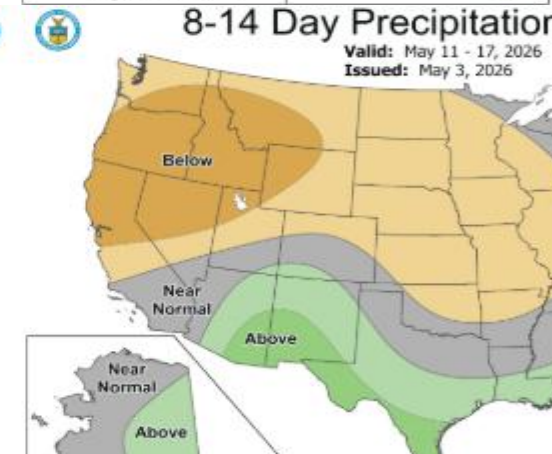 8-14 Day Precipitation
Valid: May 11 - 17, 2026
Issued: May 3, 2026
Below
Near
Normal
Above
Near
Normal
Above